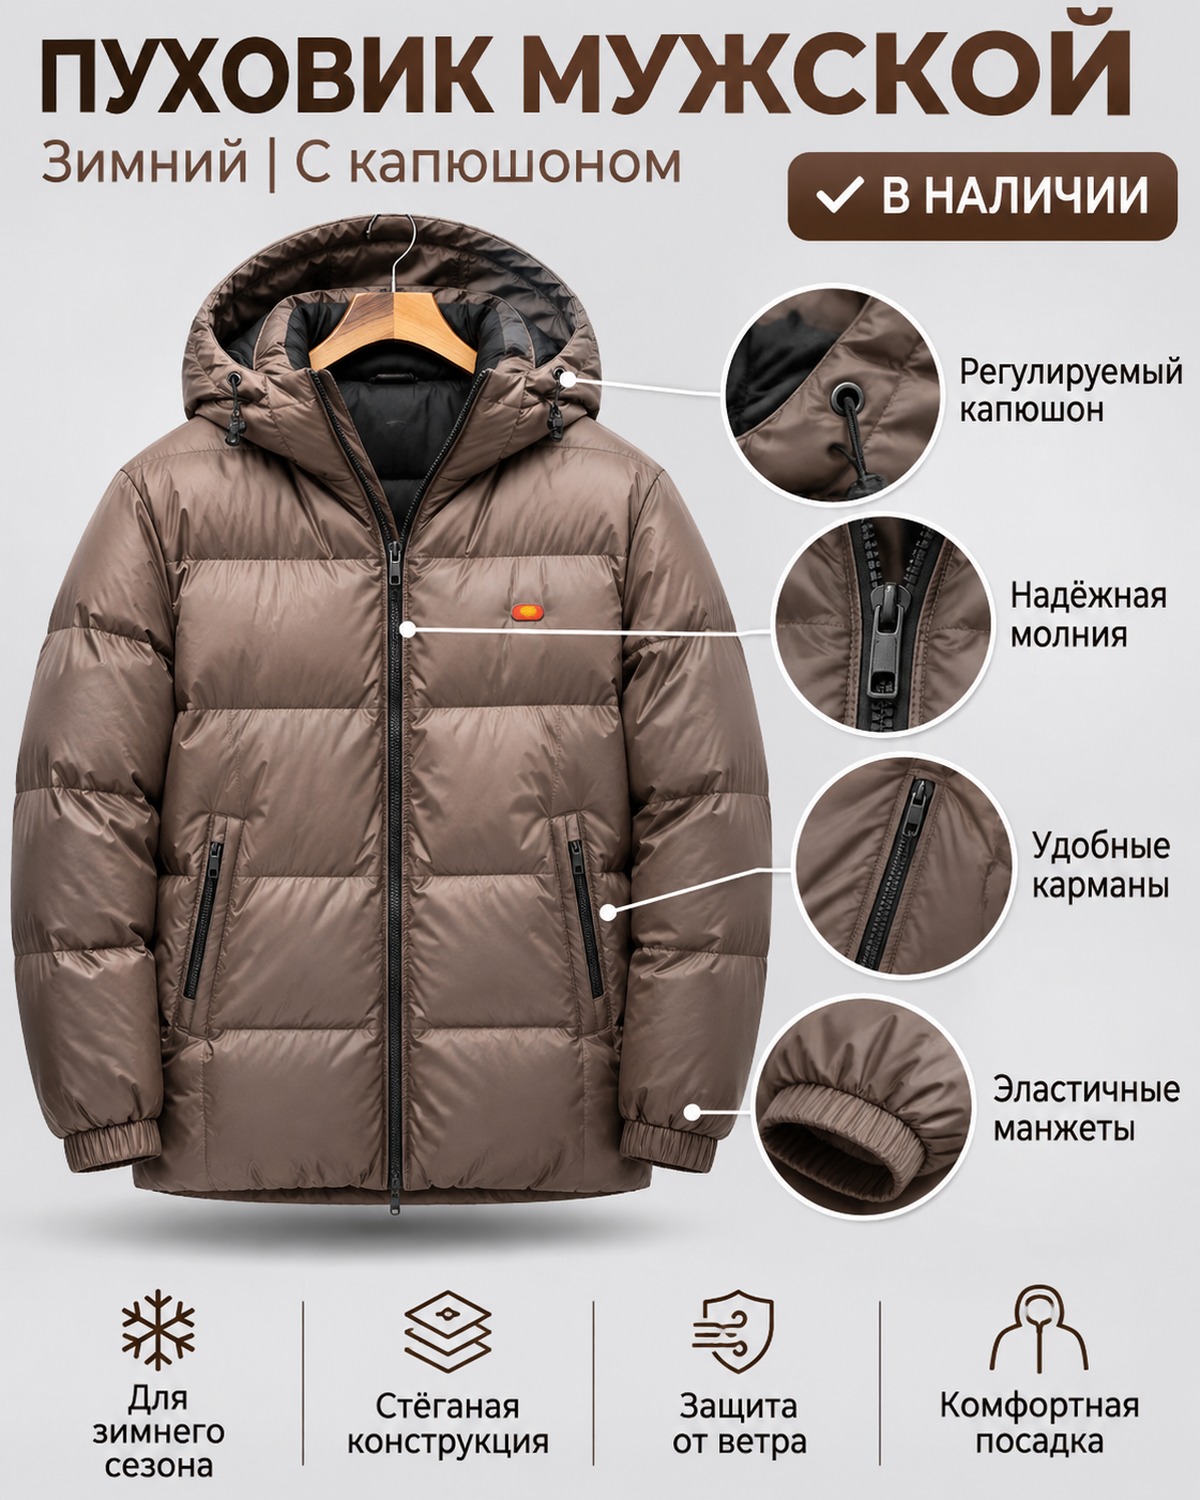 ПУХОВИК МУЖСКОЙ
Зимний | С капюшоном
В НАЛИЧИИ
Регулируемый
капюшон
Надёжная
молния
Удобные
карманы
Эластичные
манжеты
Для
зимнего
сезона
Стёганая
конструкция
Защита
от ветра
Комфортная
посадка